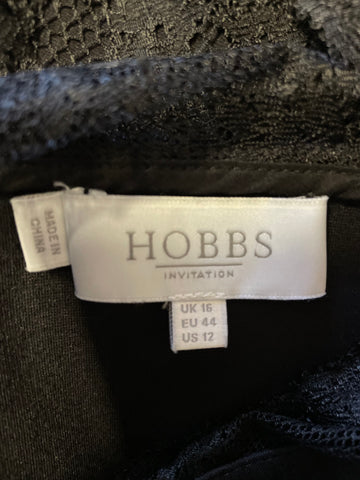 MADE IN
CHINA
HOBBS
INVITATION
UK 16
EU 44
US 12